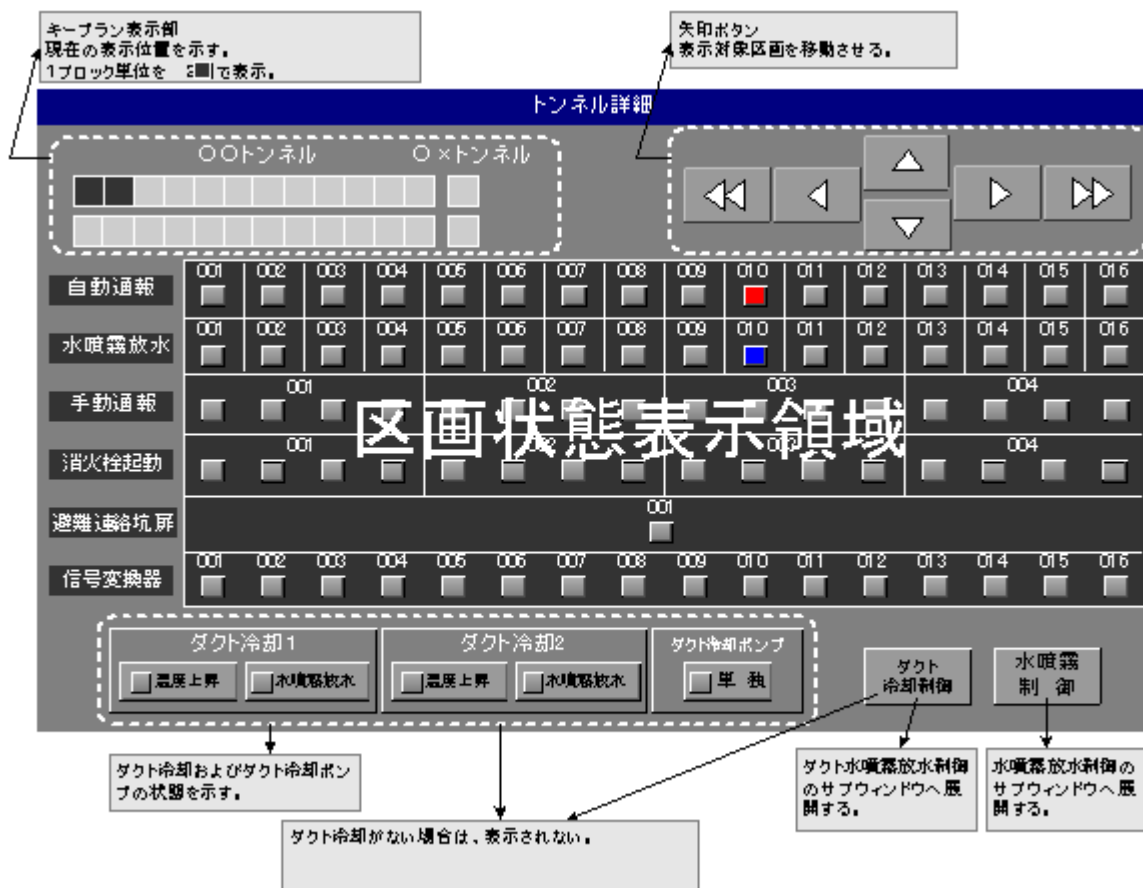 キープラン表示部
現在の表示位置を示す。
1ブロック単位を 2■で表示。
矢印ボタン
表示対象区画を移動させる。
トンネル詳細
○○トンネル ○×トンネル
自動通報 001 002 003 004 005 006 007 008 009 010 011 012 013 014 015 016
水噴霧放水 001 002 003 004 005 006 007 008 009 010 011 012 013 014 015 016
手動通報 001 002 003 004
区画状態表示領域
消火栓起動 001 004
避難連絡坑扉 001
信号変換器 001 002 003 004 005 006 007 008 009 010 011 012 013 014 015 016
ダクト冷却1 ダクト冷却2 ダクト冷却ポンプ
温度上昇 水噴霧放水 温度上昇 水噴霧放水 単独
ダクト
冷却制御
水噴霧
制御
ダクト冷却およびダクト冷却ポン
プの状態を示す。
ダクト水噴霧放水制御
のサブウィンドウへ展
開する。
水噴霧放水制御の
サブウィンドウへ展
開する。
ダクト冷却がない場合は、表示されない。